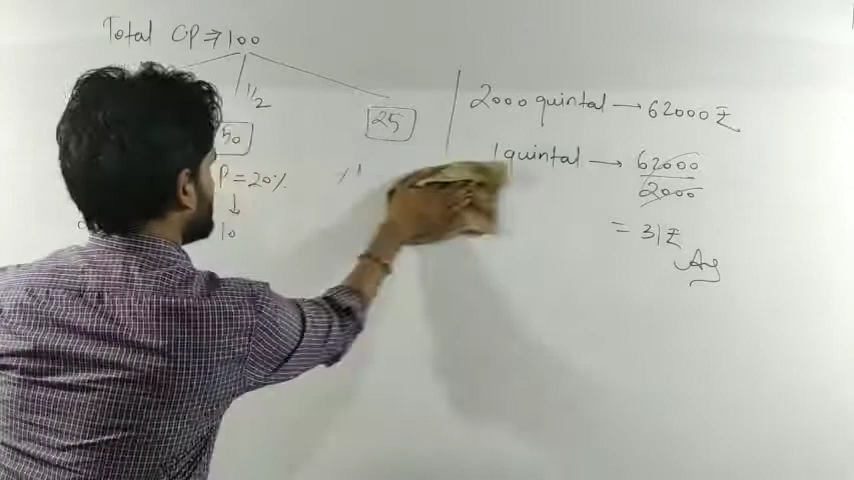 Total CP ⇒ 100
1/2
50
25
P = 20%
↓
10
2000 quintal → 62000 ₹
1 quintal → 62000/2000
= 31 ₹
Ans